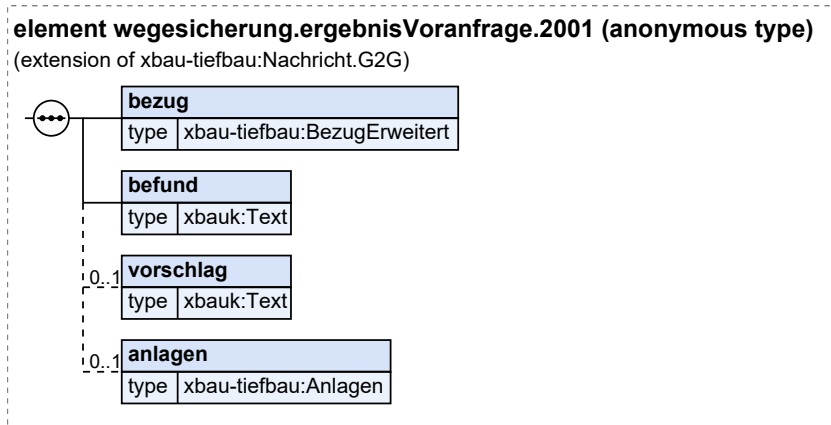 element wegesicherung.ergebnisVoranfrage.2001 (anonymous type)
(extension of xbau-tiefbau:Nachricht.G2G)
bezug
type xbau-tiefbau:BezugErweitert
befund
type xbauk:Text
0..1 vorschlag
type xbauk:Text
0..1 anlagen
type xbau-tiefbau:Anlagen